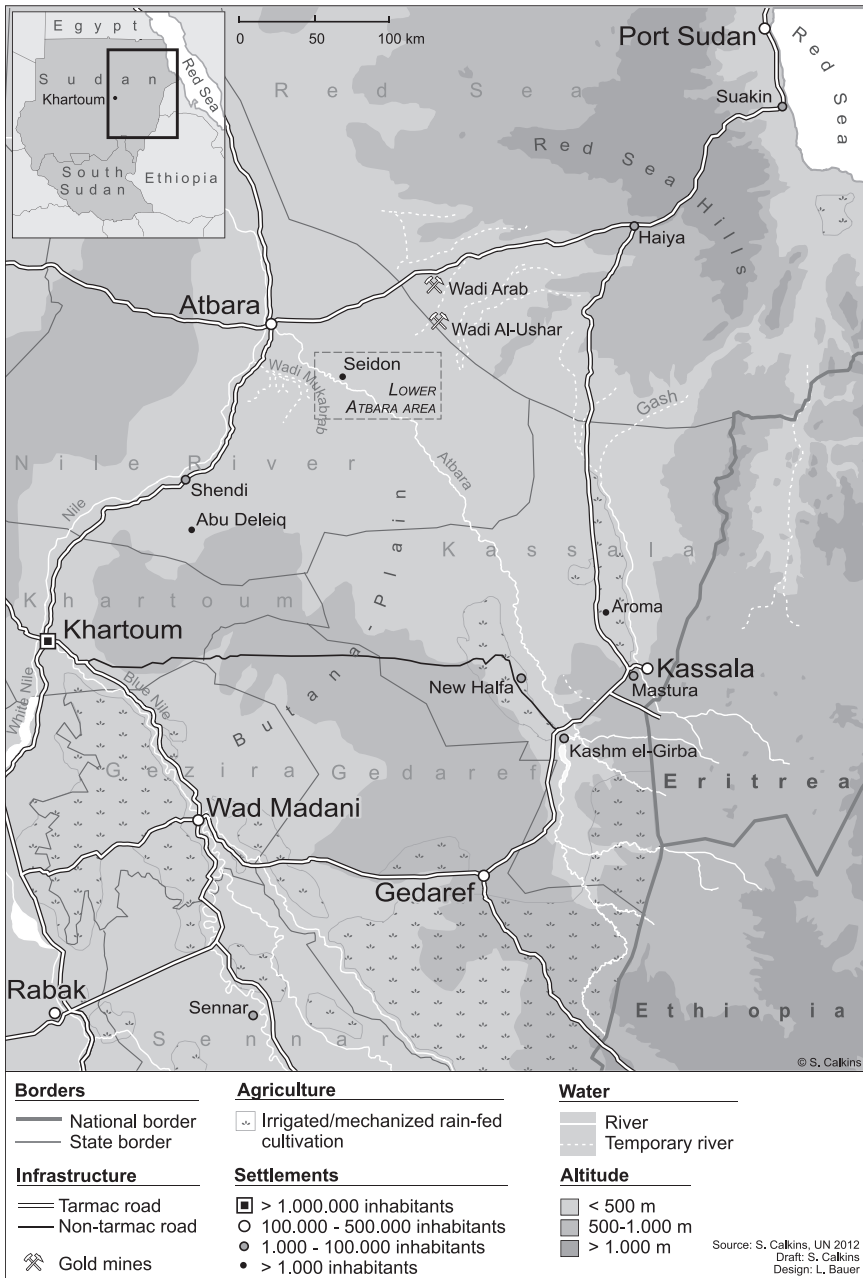 Egypt
Sudan
Khartoum
Red Sea
South
Sudan
Ethiopia
0 50 100 km
Port Sudan
Red Sea
Suakin
Red Sea
Red Sea Hills
Haiya
Wadi Arab
Atbara
Wadi Al-Ushar
Seidon
Wadi Mukabrab
LOWER
ATBARA AREA
Gash
Nile River
Atbara
Shendi
Nile
Abu Deleiq
Kassala
Butana-Plain
Khartoum
Aroma
Khartoum
Kassala
Mastura
New Halfa
White Nile
Blue Nile
Kashm el-Girba
Gezira
Gedaref
Eritrea
Wad Madani
Gedaref
Rabak
Sennar
Ethiopia
Sennar
© S. Calkins
Borders
National border
State border
Infrastructure
Tarmac road
Non-tarmac road
Gold mines
Agriculture
Irrigated/mechanized rain-fed
cultivation
Settlements
> 1.000.000 inhabitants
100.000 - 500.000 inhabitants
1.000 - 100.000 inhabitants
> 1.000 inhabitants
Water
River
Temporary river
Altitude
< 500 m
500-1.000 m
> 1.000 m
Source: S. Calkins, UN 2012
Draft: S. Calkins
Design: L. Bauer